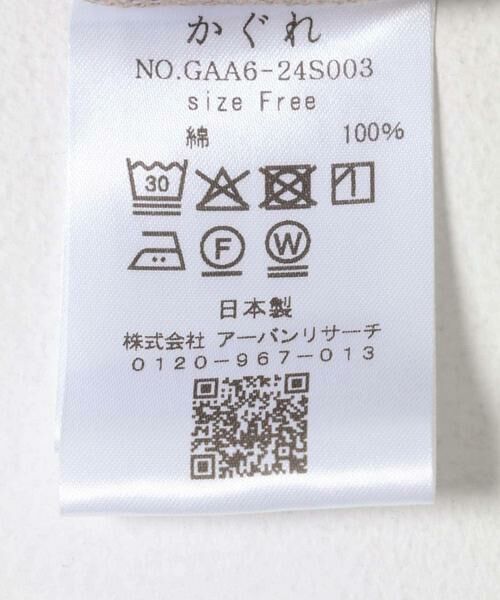 かぐれ
NO.GAA6-24S003
size Free
綿 100%
30
F W
日本製
株式会社 アーバンリサーチ
0120-967-013